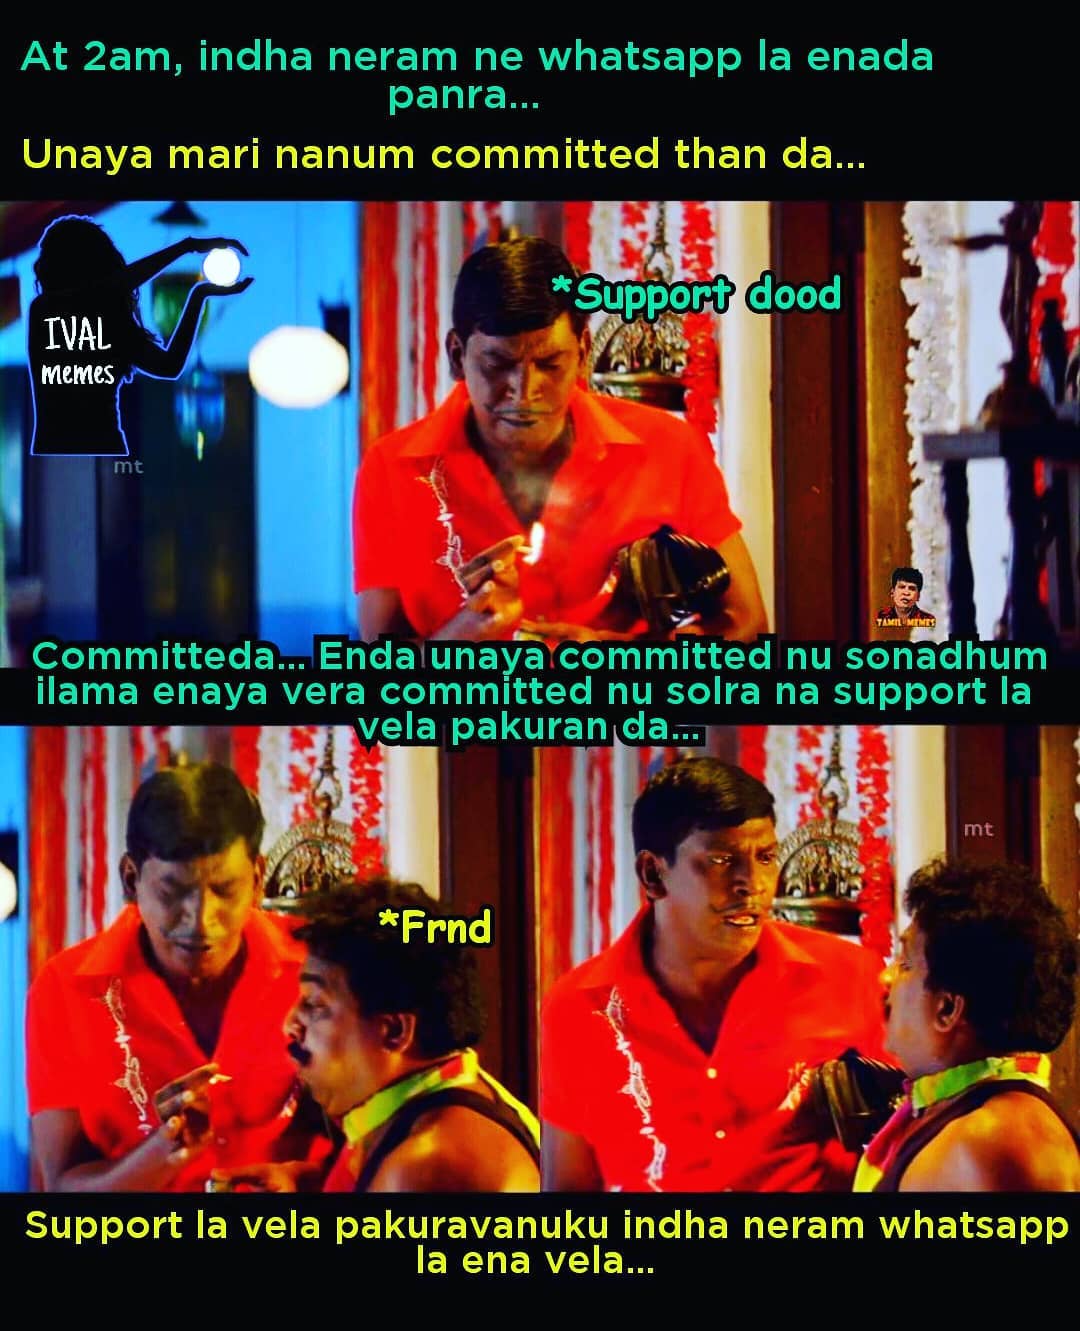 At 2am, indha neram ne whatsapp la enada
panra...
Unaya mari nanum committed than da...
*Support dood
IVAL
memes
mt
TAMIL MEMES
Committeda... Enda unaya committed nu sonadhum
ilama enaya vera committed nu solra na support la
vela pakuran da...
mt
*Frnd
Support la vela pakuravanuku indha neram whatsapp
la ena vela...